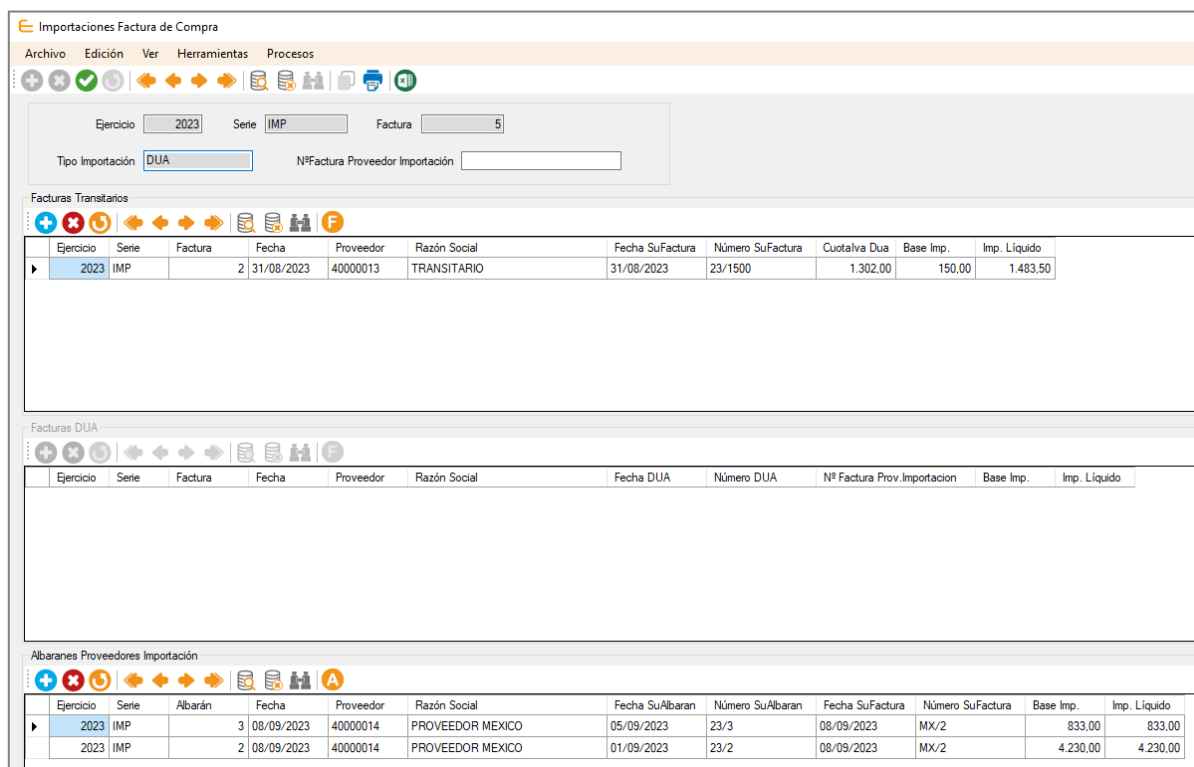 Importaciones Factura de Compra
Archivo Edición Ver Herramientas Procesos
Ejercicio 2023 Serie IMP Factura 5
Tipo Importación DUA NºFactura Proveedor Importación
Facturas Transitarios
F
Ejercicio Serie Factura Fecha Proveedor Razón Social Fecha SuFactura Número SuFactura CuotaIva Dua Base Imp. Imp. Líquido
2023 IMP 2 31/08/2023 40000013 TRANSITARIO 31/08/2023 23/1500 1.302,00 150,00 1.483,50
Facturas DUA
F
Ejercicio Serie Factura Fecha Proveedor Razón Social Fecha DUA Número DUA Nº Factura Prov.Importacion Base Imp. Imp. Líquido
Albaranes Proveedores Importación
A
Ejercicio Serie Albarán Fecha Proveedor Razón Social Fecha SuAlbaran Número SuAlbaran Fecha SuFactura Número SuFactura Base Imp. Imp. Líquido
2023 IMP 3 08/09/2023 40000014 PROVEEDOR MEXICO 05/09/2023 23/3 08/09/2023 MX/2 833,00 833,00
2023 IMP 2 08/09/2023 40000014 PROVEEDOR MEXICO 01/09/2023 23/2 08/09/2023 MX/2 4.230,00 4.230,00